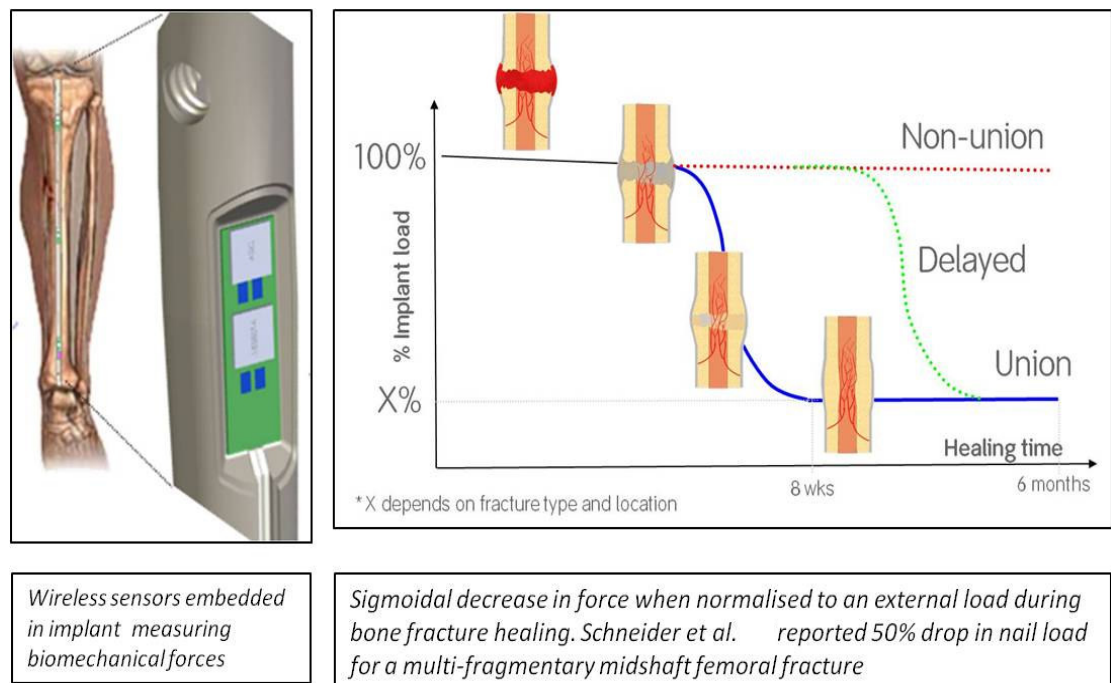 100%
% Implant load
X%
Non-union
Delayed
Union
Healing time
8 wks
6 months
* X depends on fracture type and location
Wireless sensors embedded
in implant measuring
biomechanical forces
Sigmoidal decrease in force when normalised to an external load during
bone fracture healing. Schneider et al. reported 50% drop in nail load
for a multi-fragmentary midshaft femoral fracture